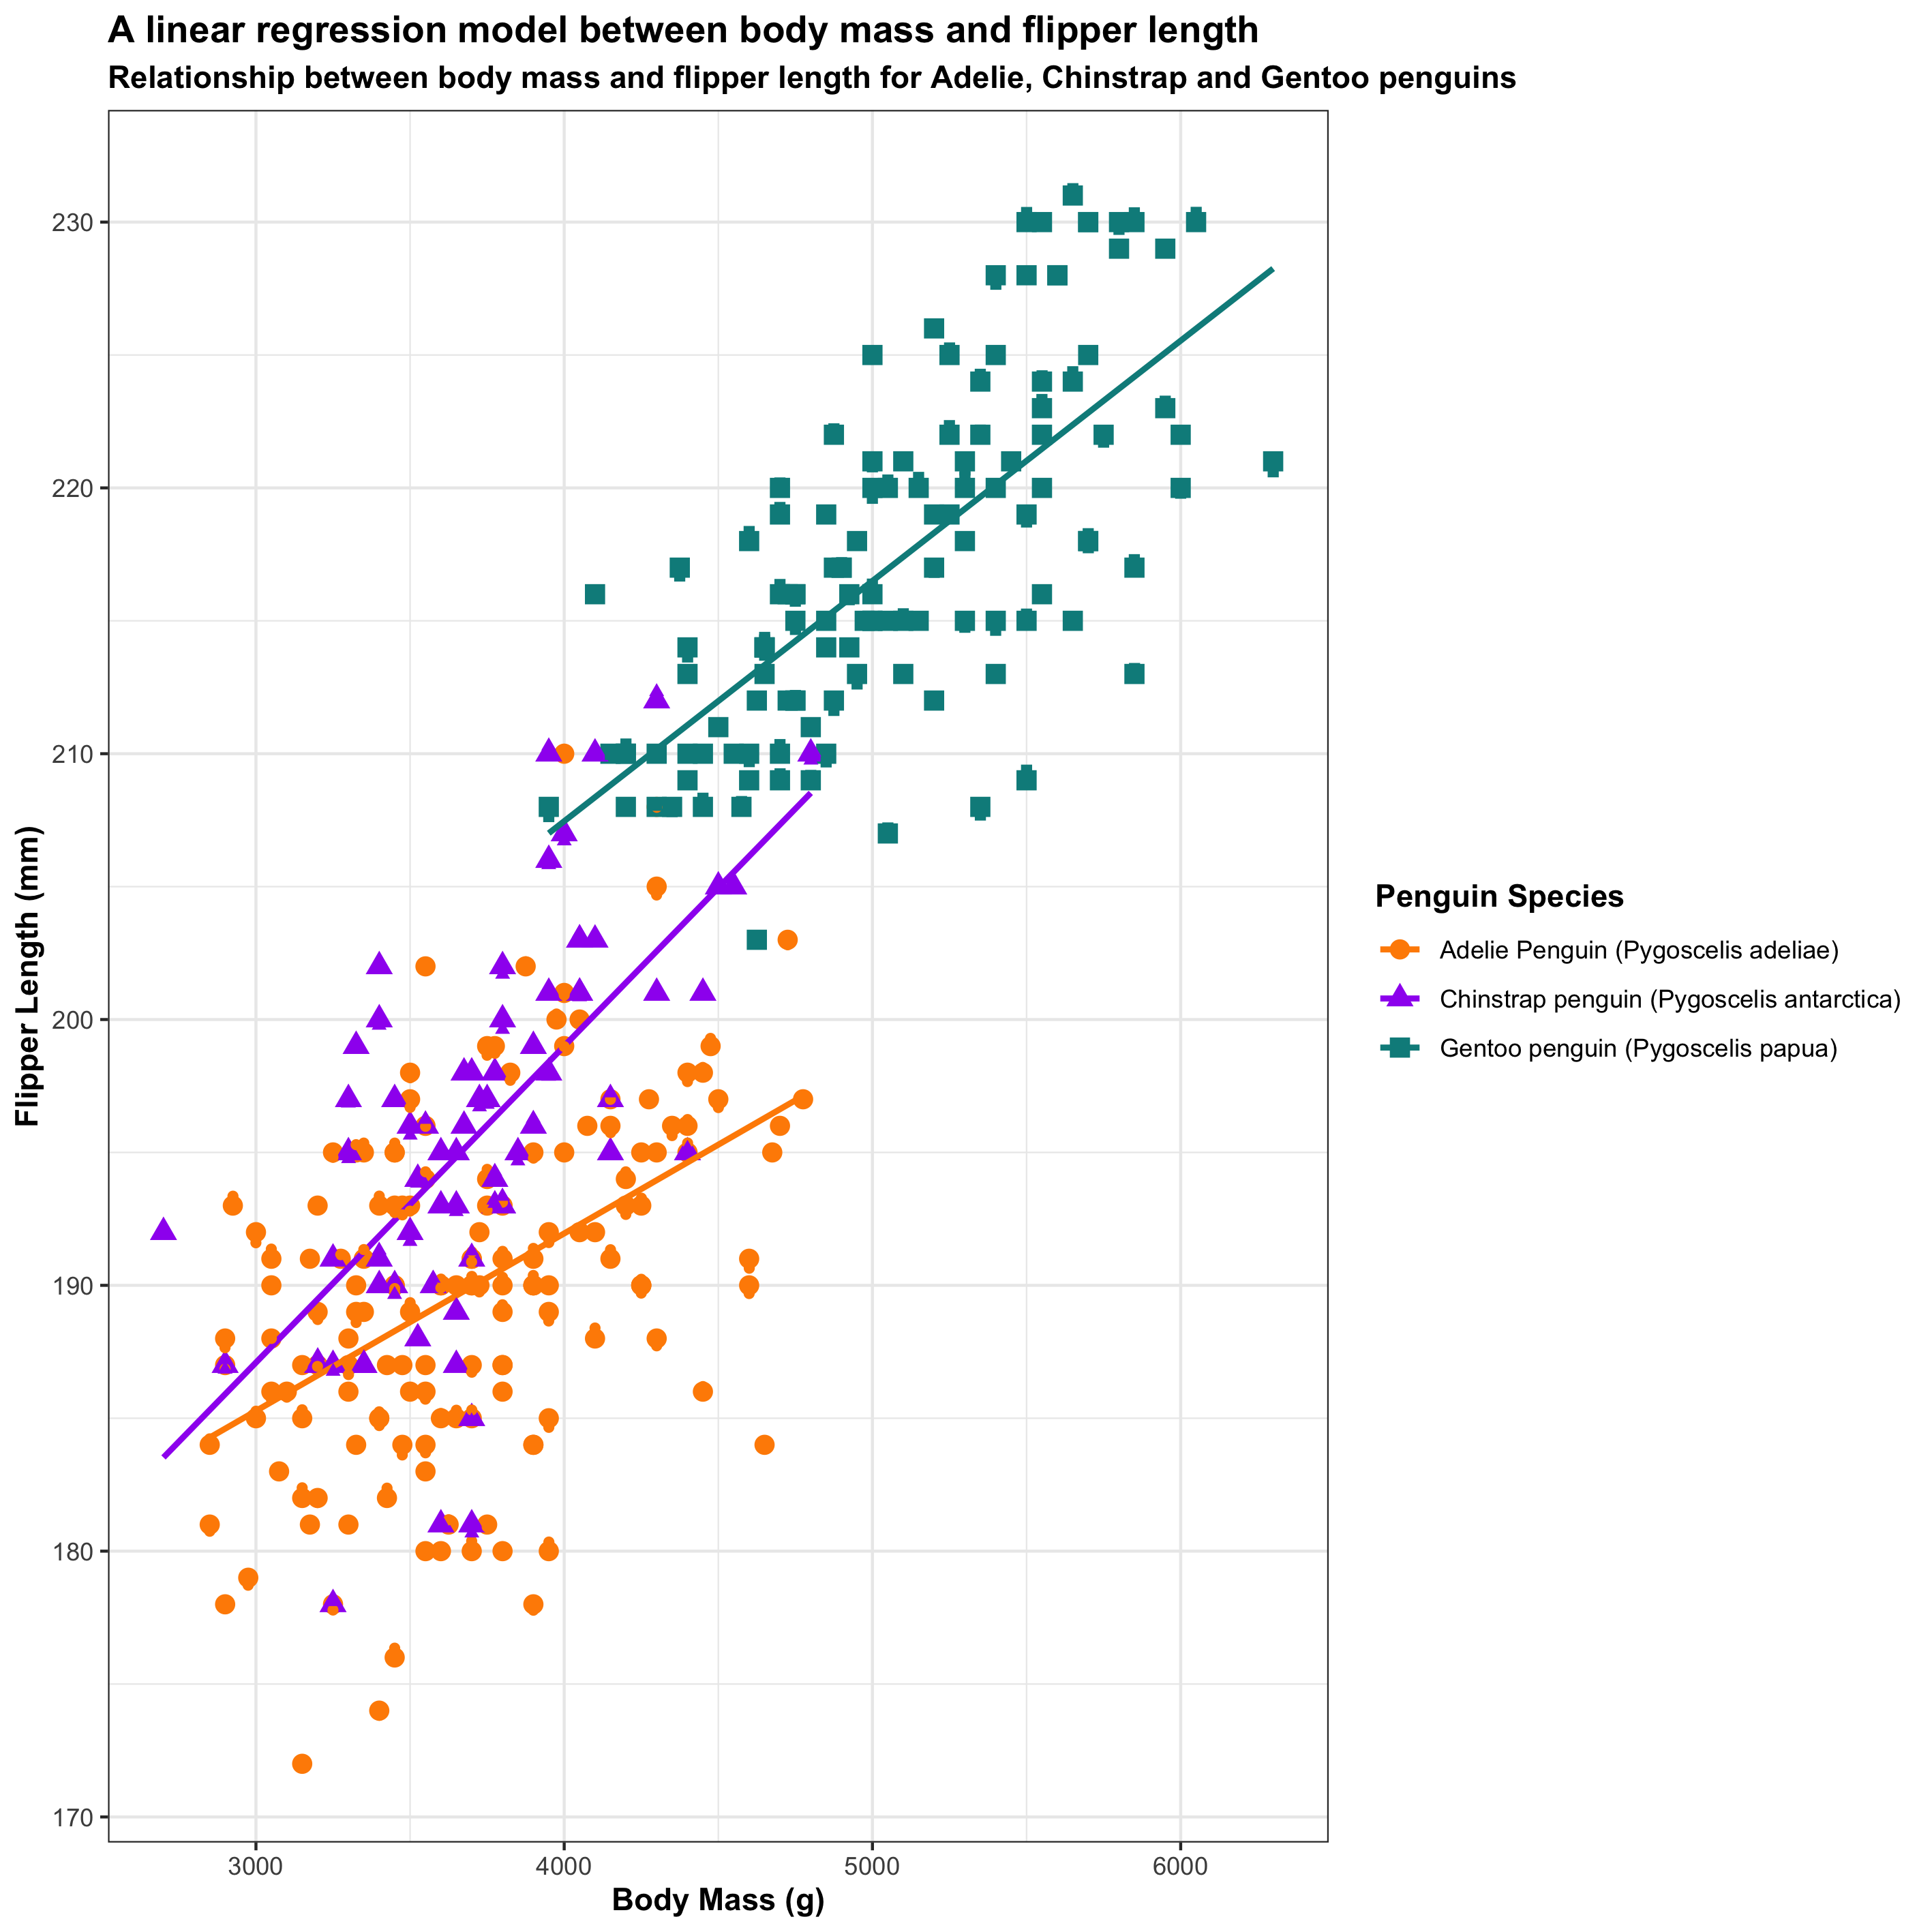 A linear regression model between body mass and flipper length
Relationship between body mass and flipper length for Adelie, Chinstrap and Gentoo penguins
Flipper Length (mm)
230
220
210
200
190
180
170
3000 4000 5000 6000
Body Mass (g)
Penguin Species
Adelie Penguin (Pygoscelis adeliae)
Chinstrap penguin (Pygoscelis antarctica)
Gentoo penguin (Pygoscelis papua)